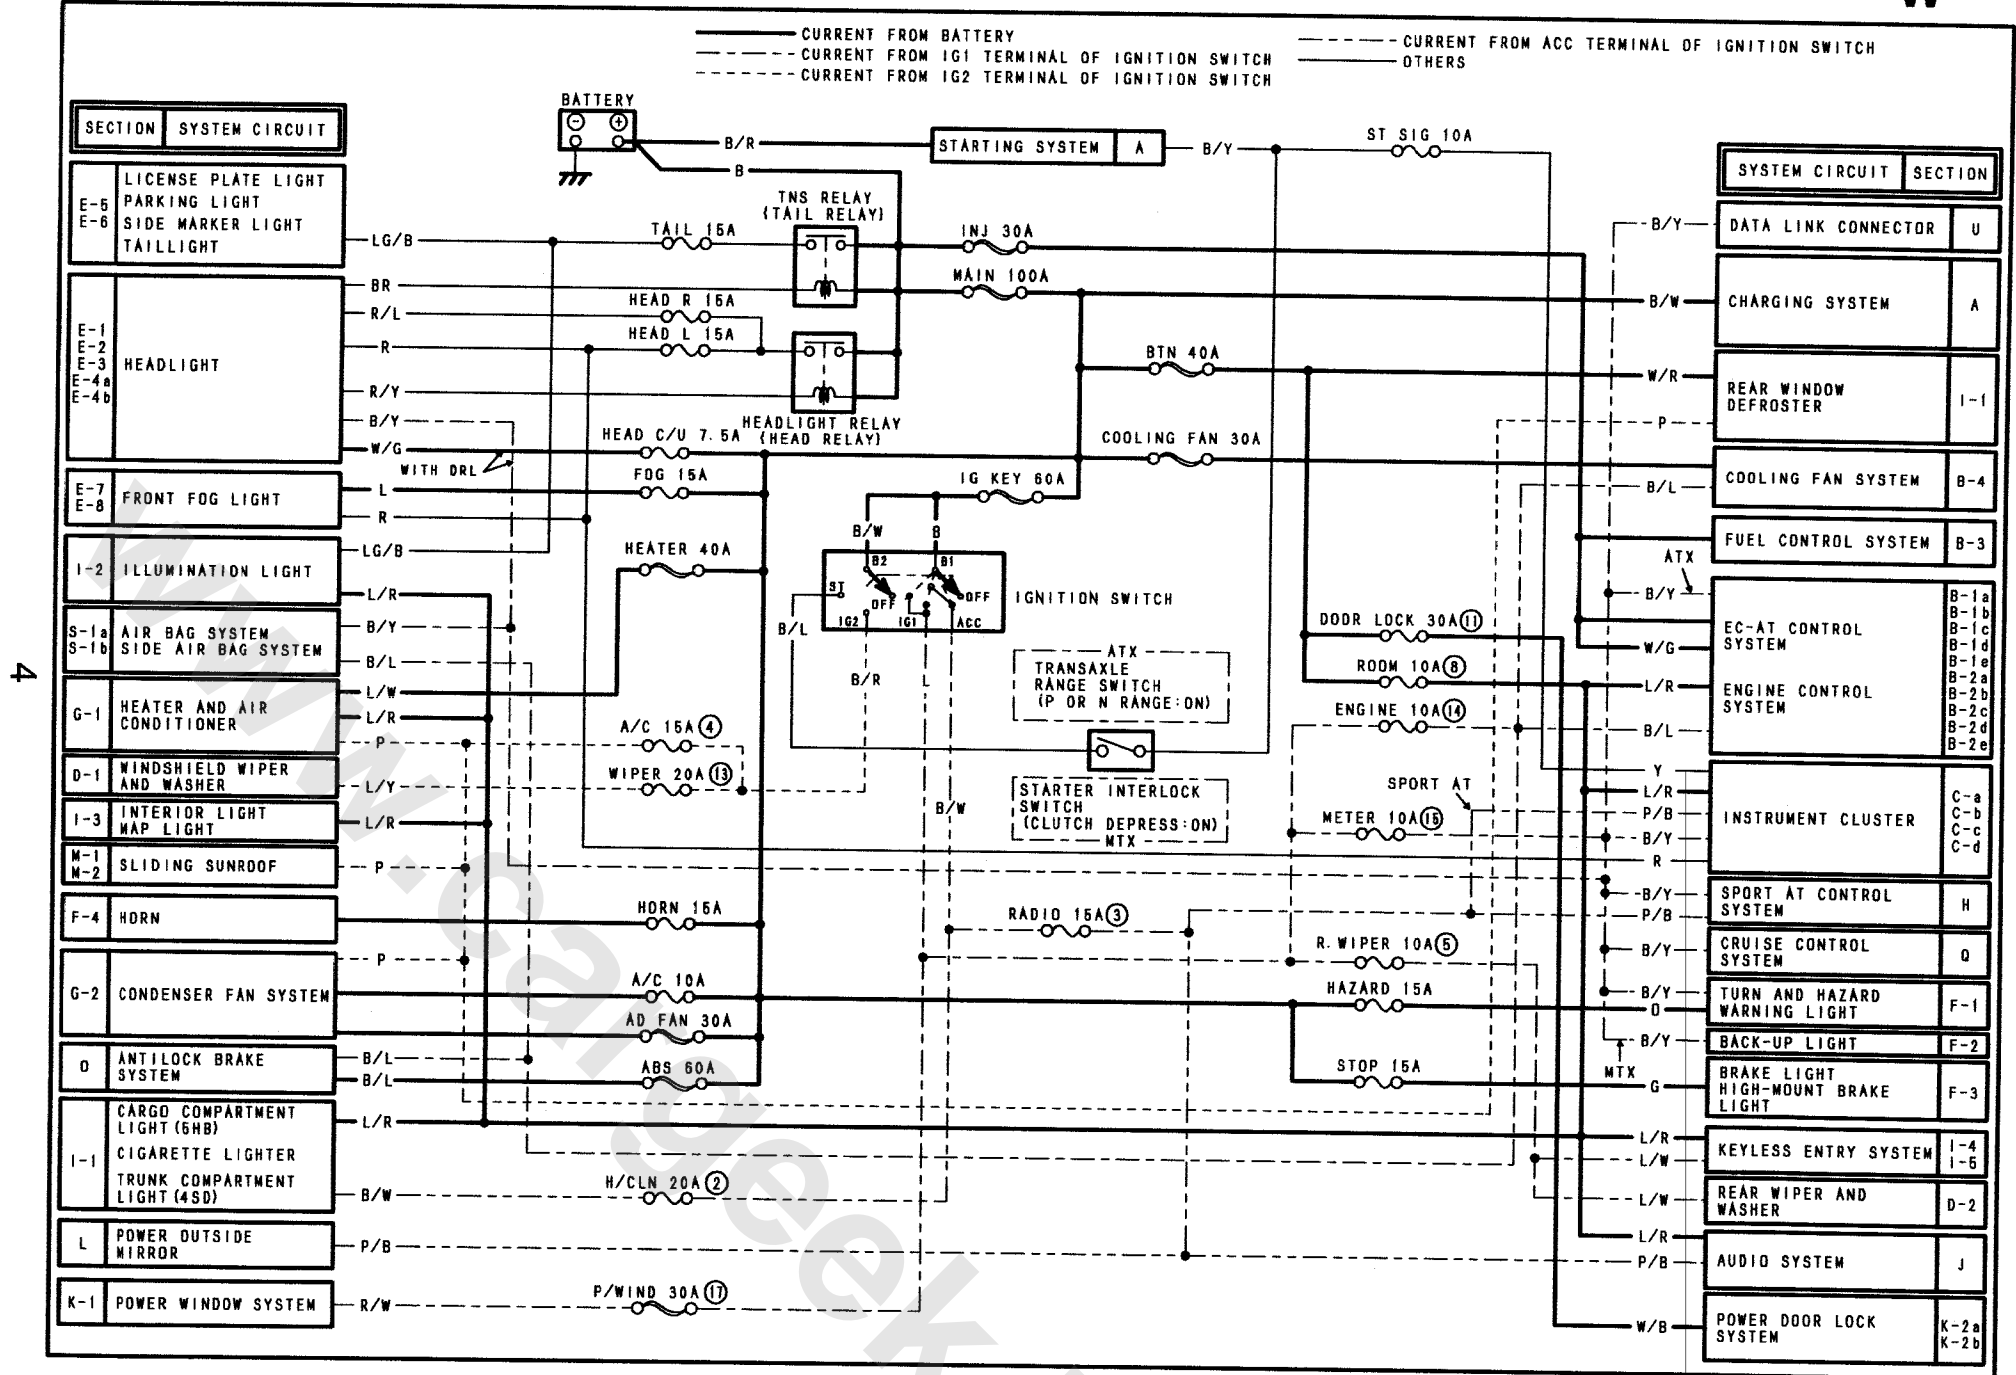 W
CURRENT FROM BATTERY
CURRENT FROM IG1 TERMINAL OF IGNITION SWITCH
CURRENT FROM IG2 TERMINAL OF IGNITION SWITCH
CURRENT FROM ACC TERMINAL OF IGNITION SWITCH
OTHERS
SECTION SYSTEM CIRCUIT
E-5
E-6
LICENSE PLATE LIGHT
PARKING LIGHT
SIDE MARKER LIGHT
TAILLIGHT
E-1
E-2
E-3
E-4a
E-4b
HEADLIGHT
E-7
E-8
FRONT FOG LIGHT
I-2 ILLUMINATION LIGHT
S-1a AIR BAG SYSTEM
S-1b SIDE AIR BAG SYSTEM
G-1
HEATER AND AIR
CONDITIONER
D-1 WINDSHIELD WIPER
AND WASHER
I-3 INTERIOR LIGHT
MAP LIGHT
M-1
M-2
SLIDING SUNROOF
F-4 HORN
G-2 CONDENSER FAN SYSTEM
O ANTILOCK BRAKE
SYSTEM
I-1
CARGO COMPARTMENT
LIGHT(5HB)
CIGARETTE LIGHTER
TRUNK COMPARTMENT
LIGHT(4SD)
L POWER OUTSIDE
MIRROR
K-1 POWER WINDOW SYSTEM
LG/B
BR
R/L
R
R/Y
B/Y
W/G
WITH DRL
L
R
LG/B
L/R
B/Y
B/L
L/W
L/R
P
L/Y
L/R
P
P
B/L
B/L
L/R
B/W
P/B
R/W
BATTERY
B/R
B
STARTING SYSTEM A
B/Y
ST SIG 10A
TNS RELAY
(TAIL RELAY)
TAIL 15A
INJ 30A
MAIN 100A
HEAD R 15A
HEAD L 15A
BTN 40A
HEADLIGHT RELAY
(HEAD RELAY)
HEAD C/U 7.5A
COOLING FAN 30A
FOG 15A
IG KEY 60A
B/W
B
HEATER 40A
B2
B1
ST
OFF
OFF
IG2
IG1
ACC
IGNITION SWITCH
B/L
B/R
L
ATX
TRANSAXLE
RANGE SWITCH
(P OR N RANGE:ON)
A/C 15A ④
WIPER 20A ⑬
B/W
STARTER INTERLOCK
SWITCH
(CLUTCH DEPRESS:ON)
MTX
DOOR LOCK 30A ⑪
ROOM 10A ⑧
ENGINE 10A ⑭
SPORT AT
METER 10A ⑮
HORN 15A
RADIO 15A ③
R.WIPER 10A ⑤
A/C 10A
HAZARD 15A
AD FAN 30A
ABS 60A
STOP 15A
H/CLN 20A ②
P/WIND 30A ⑰
SYSTEM CIRCUIT SECTION
B/Y DATA LINK CONNECTOR U
B/W CHARGING SYSTEM A
W/R
P
REAR WINDOW
DEFROSTER
I-1
B/L COOLING FAN SYSTEM B-4
FUEL CONTROL SYSTEM B-3
ATX
B/Y
W/G
L/R
B/L
EC-AT CONTROL
SYSTEM
ENGINE CONTROL
SYSTEM
B-1a
B-1b
B-1c
B-1d
B-1e
B-2a
B-2b
B-2c
B-2d
B-2e
Y
L/R
P/B
B/Y
R
INSTRUMENT CLUSTER
C-a
C-b
C-c
C-d
B/Y
P/B
SPORT AT CONTROL
SYSTEM
H
B/Y
CRUISE CONTROL
SYSTEM
Q
B/Y
O
TURN AND HAZARD
WARNING LIGHT
F-1
B/Y BACK-UP LIGHT F-2
MTX
G
BRAKE LIGHT
HIGH-MOUNT BRAKE
LIGHT
F-3
L/R
L/W
KEYLESS ENTRY SYSTEM
I-4
I-5
L/W
REAR WIPER AND
WASHER
D-2
L/R
P/B
AUDIO SYSTEM J
W/B
POWER DOOR LOCK
SYSTEM
K-2a
K-2b
4
www.cargeek